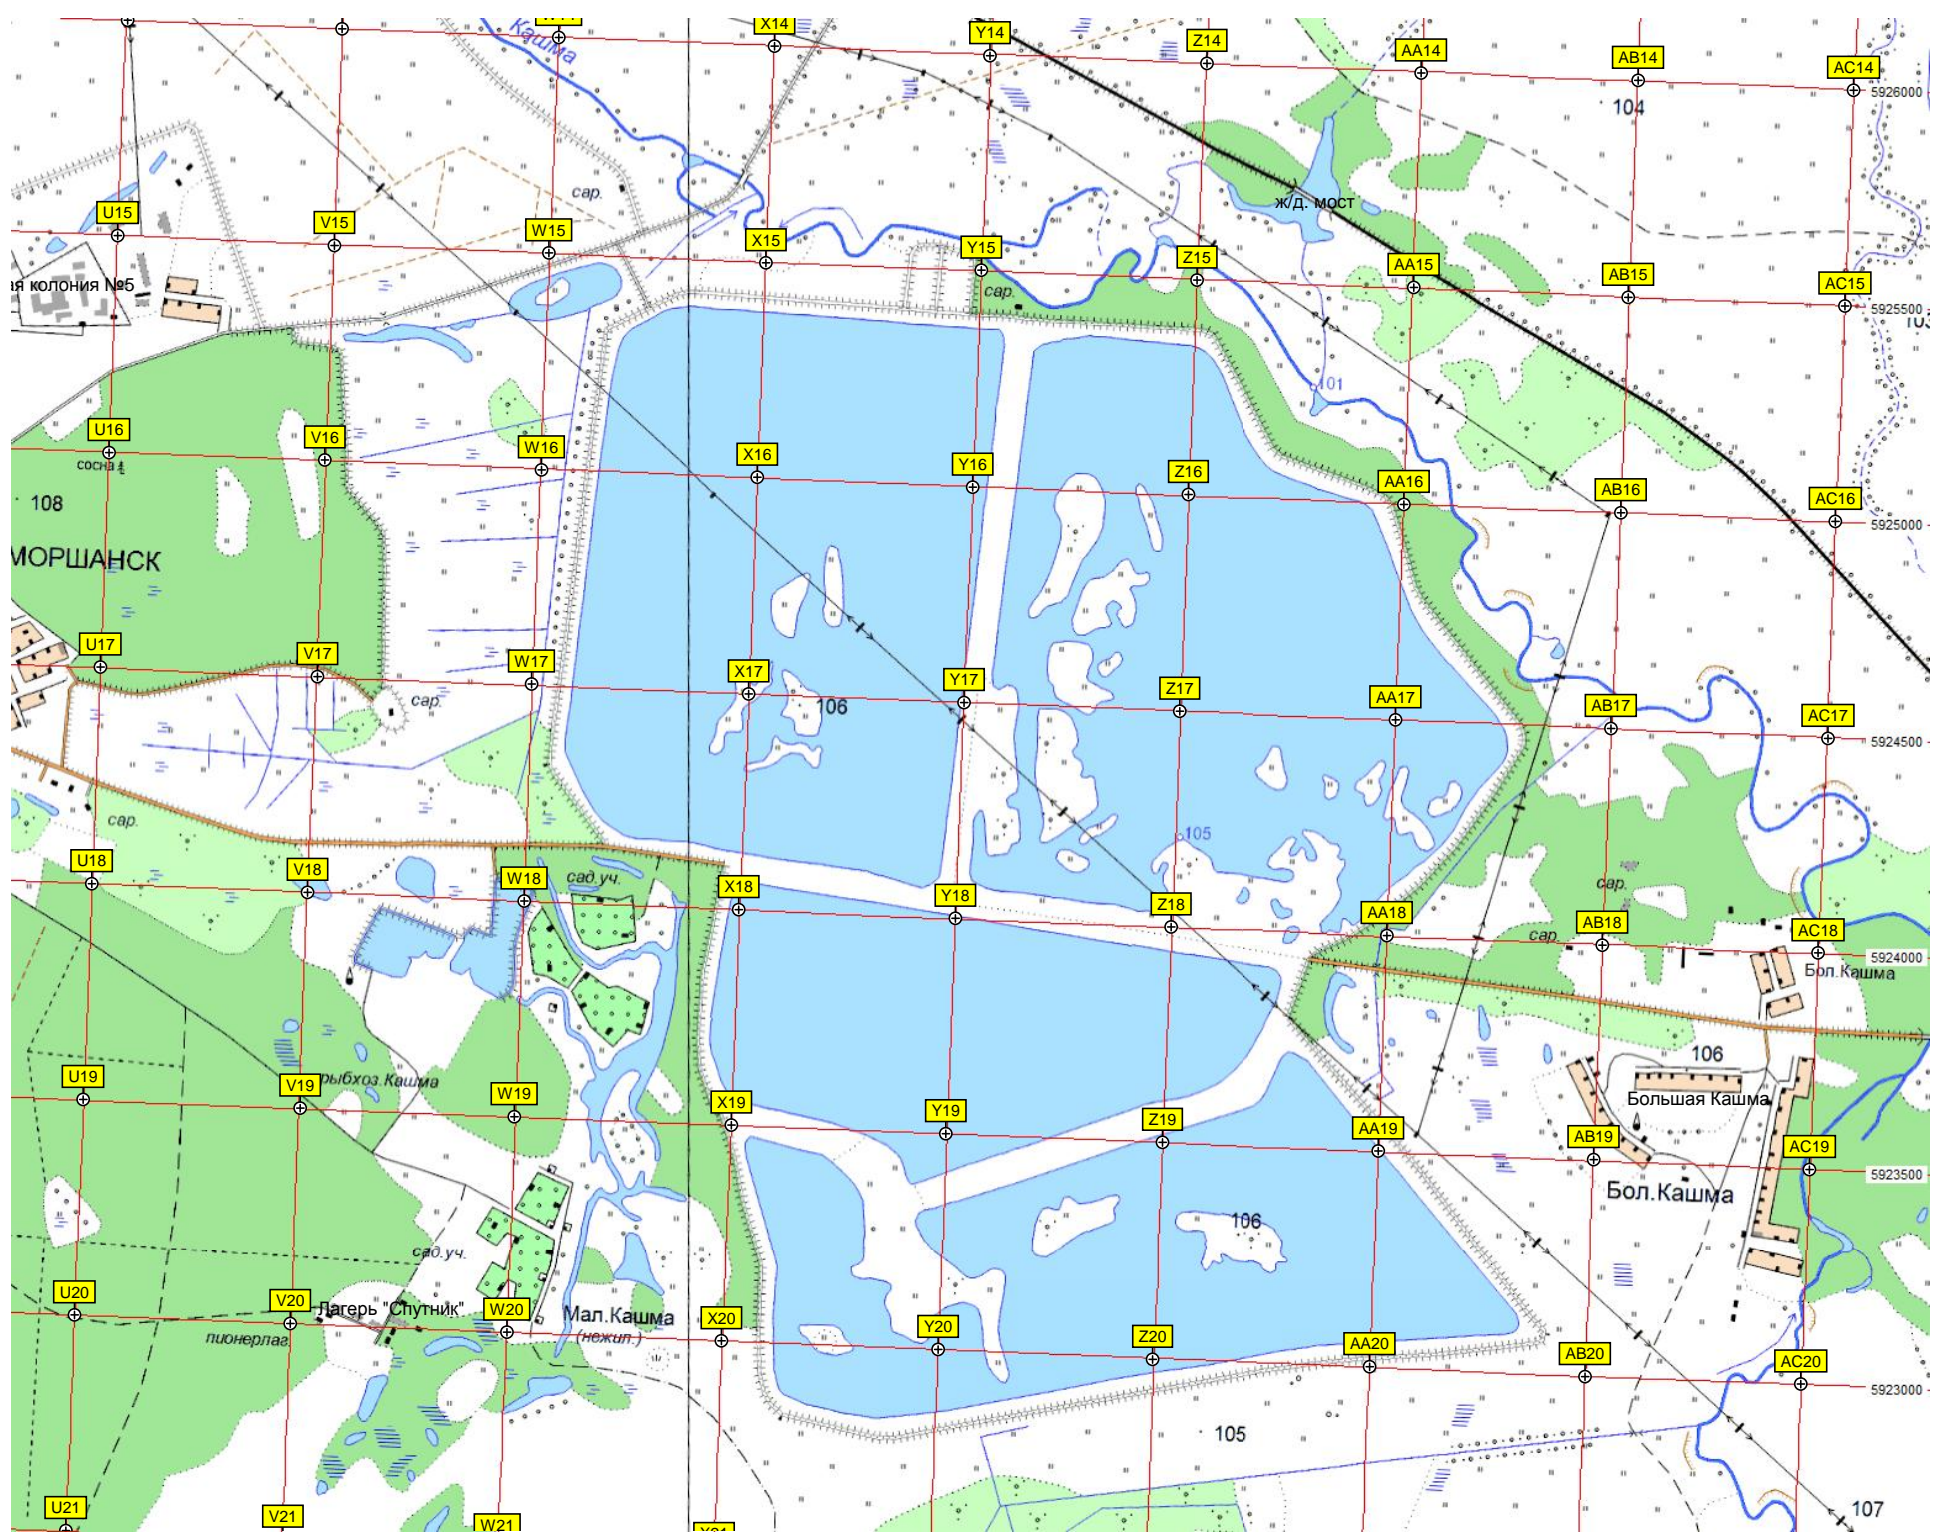 Кашма
X14
Y14
Z14
AA14
AB14
AC14
5926000
104
сар.
ж/д. мост
U15
V15
W15
X15
Y15
Z15
AA15
AB15
AC15
ая колония №5
сар.
5925500
101
U16
V16
W16
X16
Y16
Z16
AA16
AB16
AC16
сосна
108
5925000
МОРШАНСК
U17
V17
W17
X17
Y17
Z17
AA17
AB17
AC17
сар.
106
5924500
сар.
105
U18
V18
W18
сад.уч.
X18
Y18
Z18
AA18
AB18
AC18
сар.
сар.
5924000
Бол.Кашма
106
U19
V19
рыбхоз.Кашма
W19
X19
Y19
Z19
AA19
AB19
AC19
Большая Кашма
5923500
Бол.Кашма
106
сад.уч.
U20
V20
Лагерь "Спутник"
W20
Мал.Кашма
X20
Y20
Z20
AA20
AB20
AC20
пионерлаг.
(нежил.)
5923000
105
107
U21
V21
W21